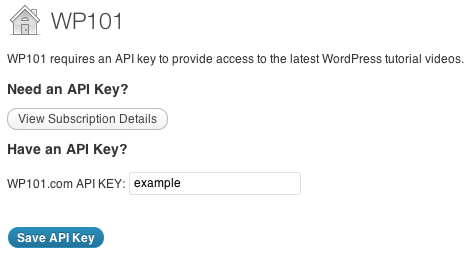 WP101
WP101 requires an API key to provide access to the latest WordPress tutorial videos.
Need an API Key?
View Subscription Details
Have an API Key?
WP101.com API KEY: example
Save API Key